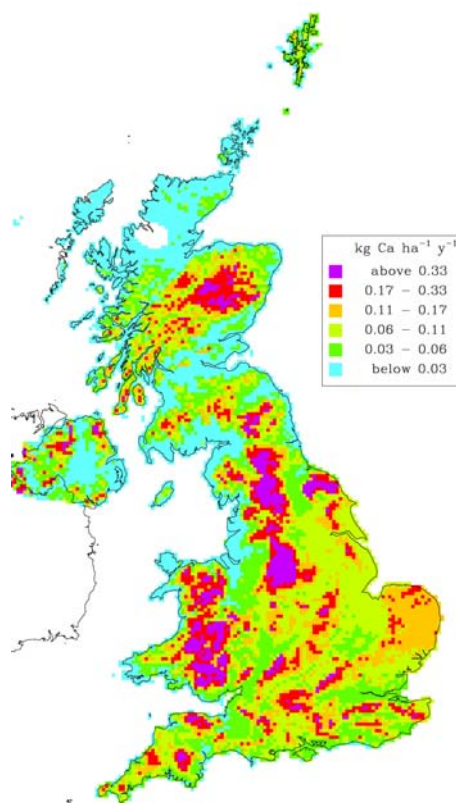 kg Ca ha⁻¹ y⁻¹
above 0.33
0.17 – 0.33
0.11 – 0.17
0.06 – 0.11
0.03 – 0.06
below 0.03